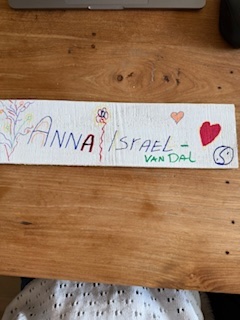 ANNA ISRAEL -
VAN DAL